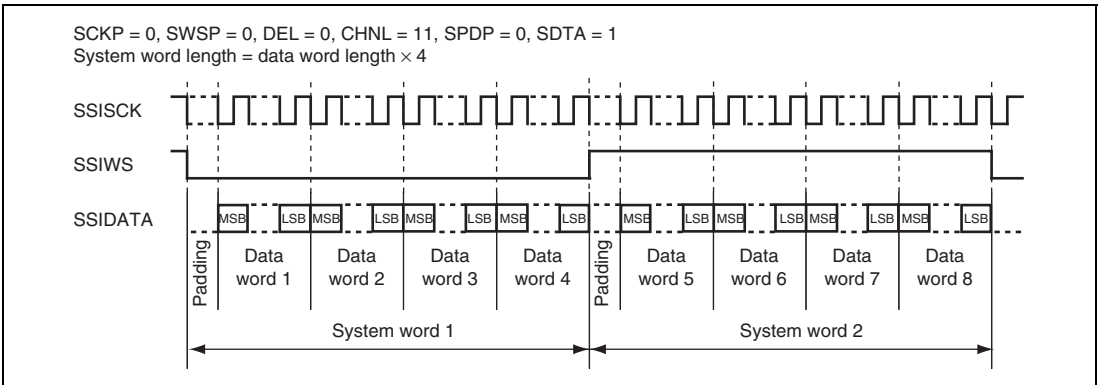 SCKP = 0, SWSP = 0, DEL = 0, CHNL = 11, SPDP = 0, SDTA = 1
System word length = data word length × 4
SSISCK
SSIWS
SSIDATA
MSB LSB MSB LSB MSB LSB MSB LSB MSB LSB MSB LSB MSB LSB MSB LSB
Padding
Data word 1
Data word 2
Data word 3
Data word 4
Padding
Data word 5
Data word 6
Data word 7
Data word 8
System word 1
System word 2